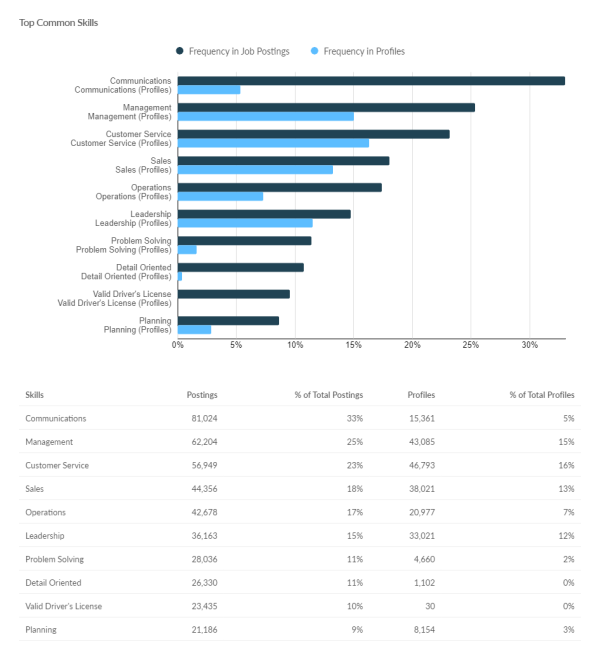 Top Common Skills
Frequency in Job Postings Frequency in Profiles
Communications
Communications (Profiles)
Management
Management (Profiles)
Customer Service
Customer Service (Profiles)
Sales
Sales (Profiles)
Operations
Operations (Profiles)
Leadership
Leadership (Profiles)
Problem Solving
Problem Solving (Profiles)
Detail Oriented
Detail Oriented (Profiles)
Valid Driver's License
Valid Driver's License (Profiles)
Planning
Planning (Profiles)
0% 5% 10% 15% 20% 25% 30%
Skills Postings % of Total Postings Profiles % of Total Profiles
Communications 81,024 33% 15,361 5%
Management 62,204 25% 43,085 15%
Customer Service 56,949 23% 46,793 16%
Sales 44,356 18% 38,021 13%
Operations 42,678 17% 20,977 7%
Leadership 36,163 15% 33,021 12%
Problem Solving 28,036 11% 4,660 2%
Detail Oriented 26,330 11% 1,102 0%
Valid Driver's License 23,435 10% 30 0%
Planning 21,186 9% 8,154 3%